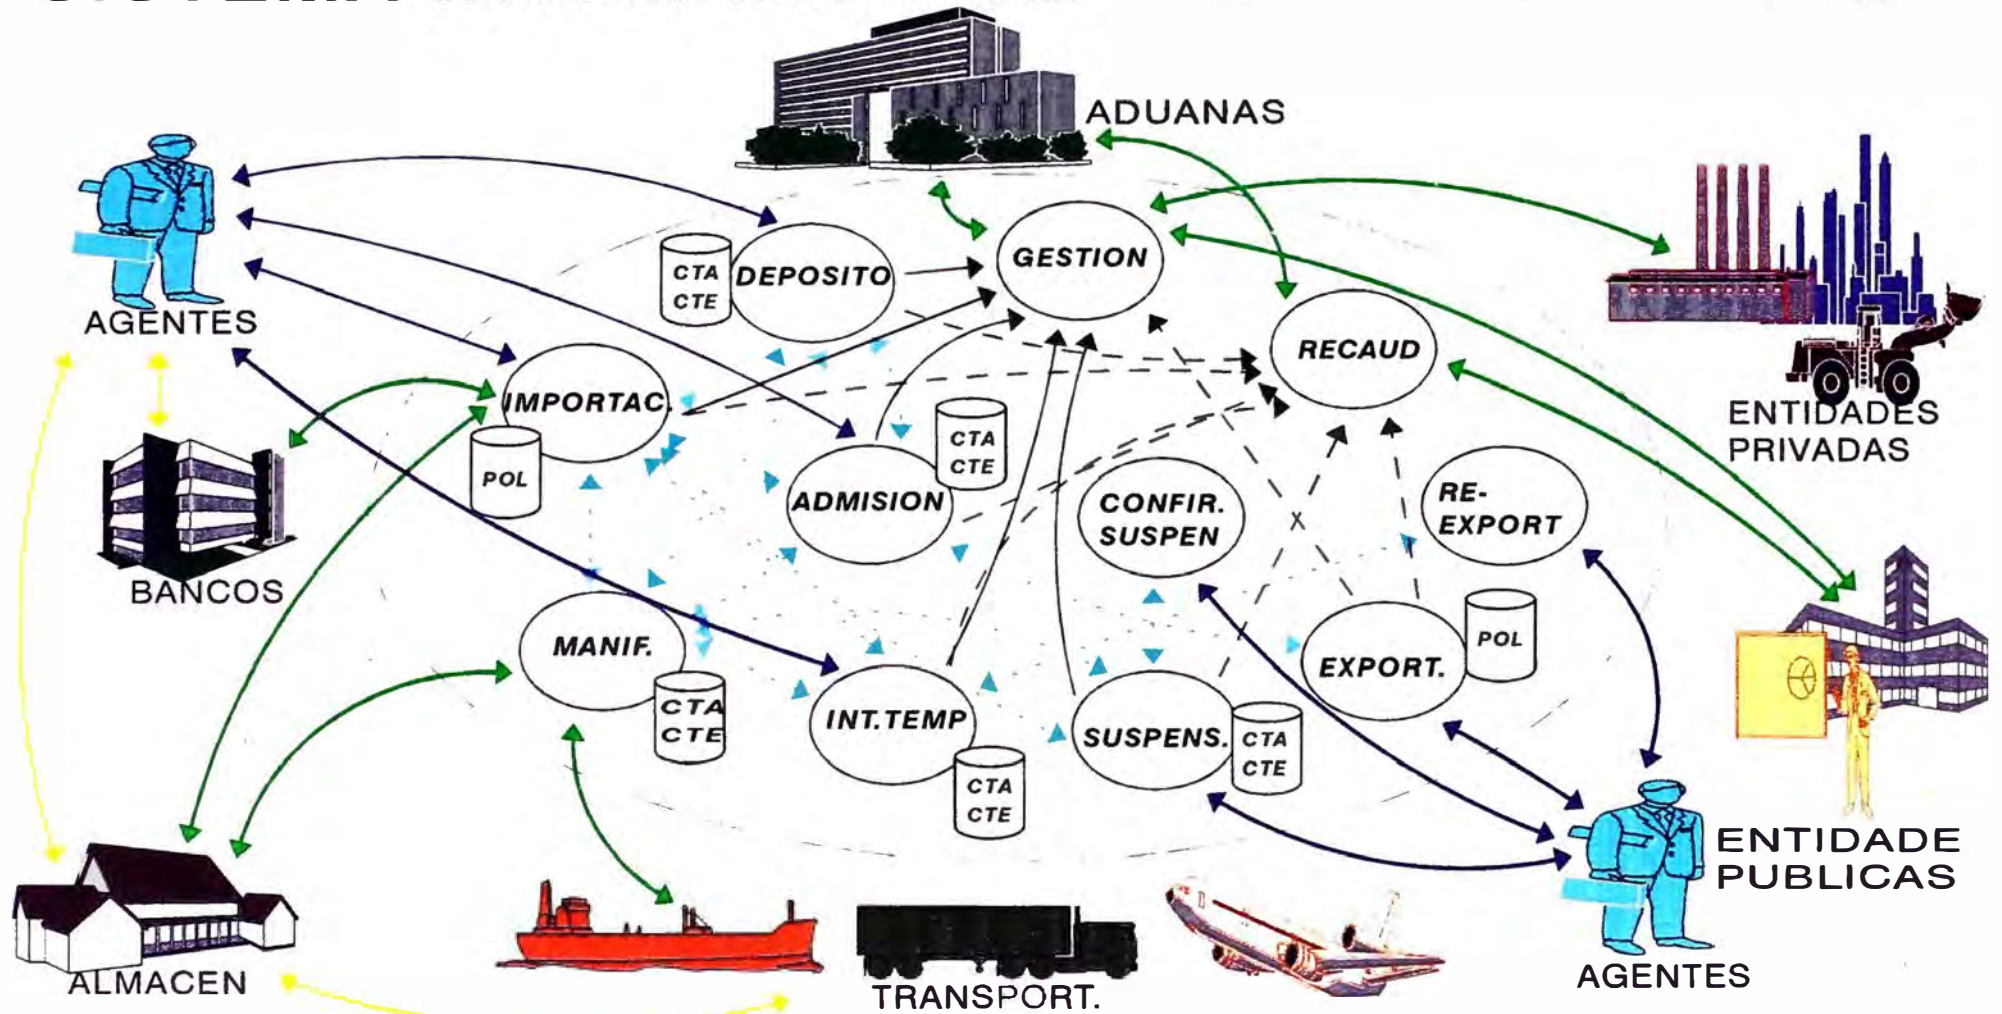 ADUANAS
AGENTES
CTA
CTE
DEPOSITO
GESTION
RECAUD
IMPORTAC.
POL
ENTIDADES
PRIVADAS
CTA
CTE
ADMISION
CONFIR.
SUSPEN
RE-
EXPORT
BANCOS
MANIF.
CTA
CTE
INT.TEMP
CTA
CTE
SUSPENS.
CTA
CTE
EXPORT.
POL
ENTIDADE
PUBLICAS
ALMACEN
TRANSPORT.
AGENTES